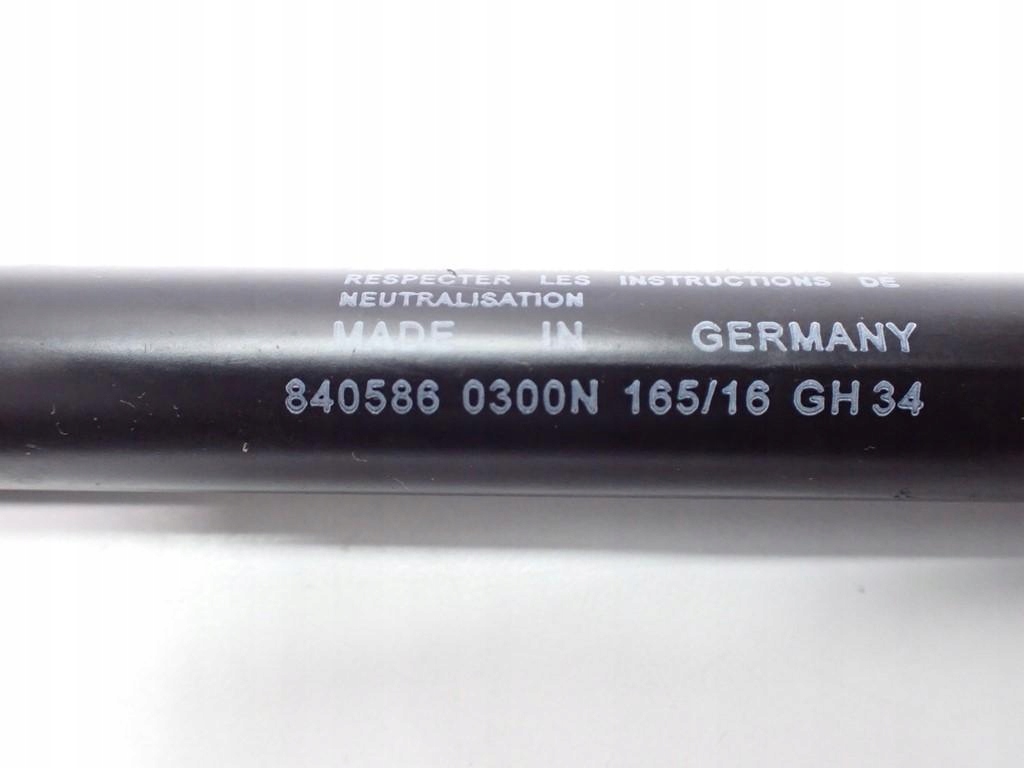 RESPECTER LES INSTRUCTIONS DE
NEUTRALISATION
MADE IN GERMANY
840586 0300N 165/16 GH 34